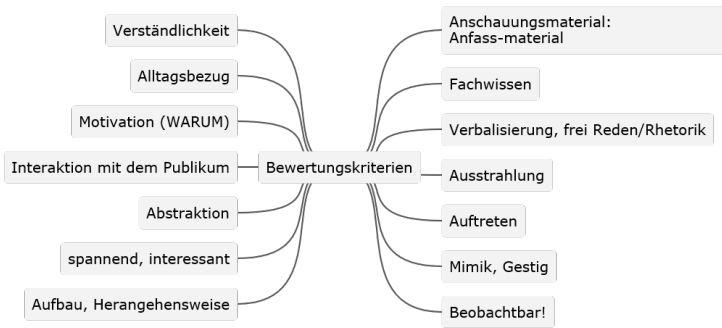 Verständlichkeit
Alltagsbezug
Motivation (WARUM)
Interaktion mit dem Publikum
Abstraktion
spannend, interessant
Aufbau, Herangehensweise
Bewertungskriterien
Anschauungsmaterial:
Anfass-material
Fachwissen
Verbalisierung, frei Reden/Rhetorik
Ausstrahlung
Auftreten
Mimik, Gestig
Beobachtbar!